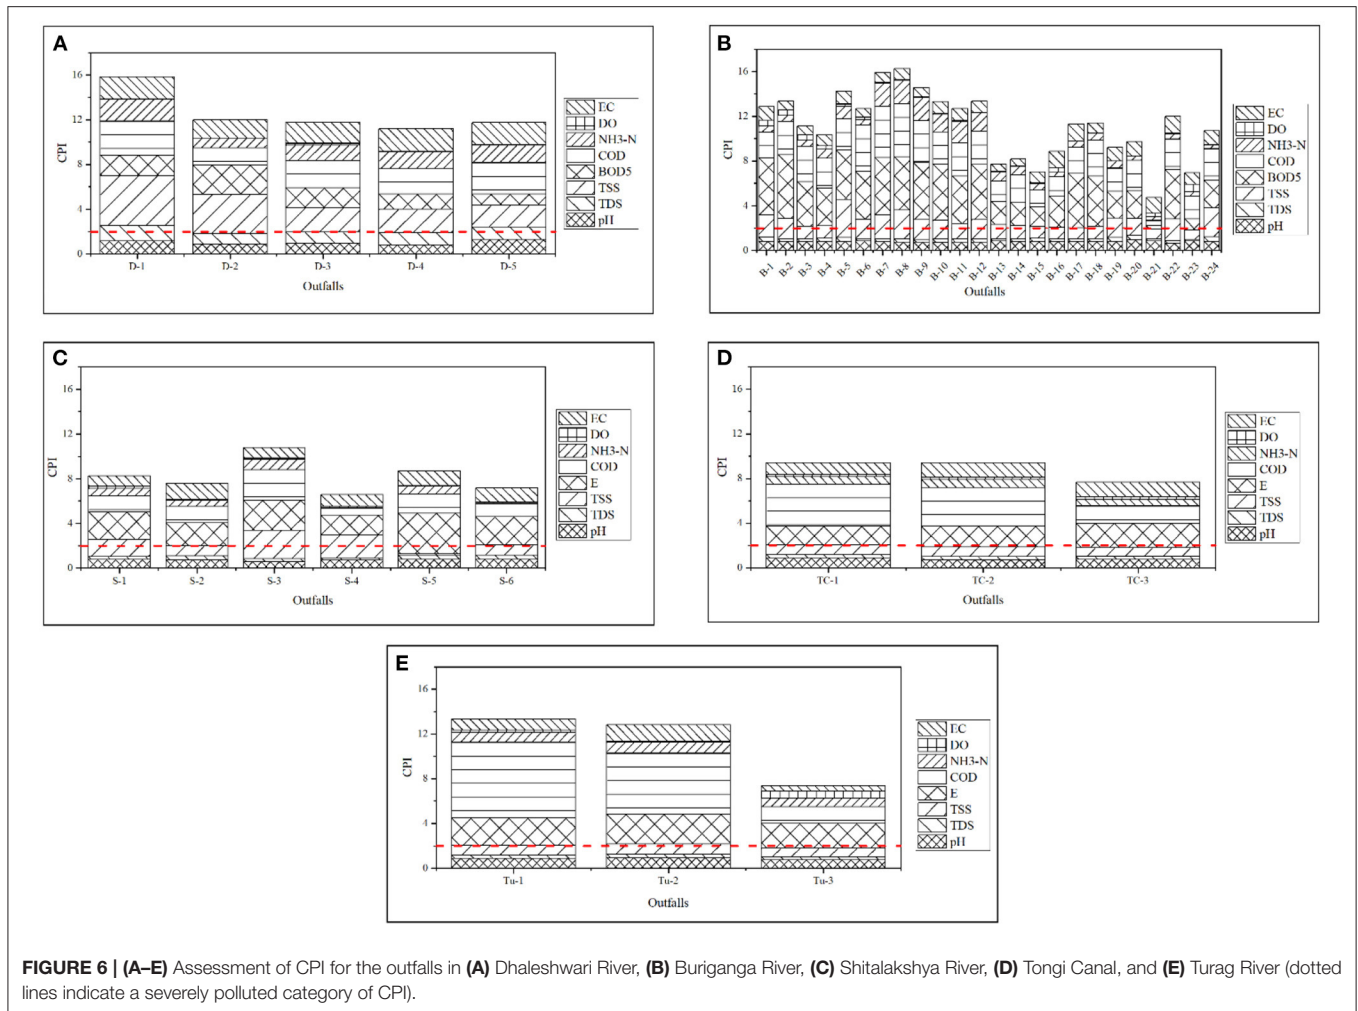 A
CPI
16
12
8
4
0
D-1 D-2 D-3 D-4 D-5
Outfalls
EC
DO
NH3-N
COD
BOD5
TSS
TDS
pH
B
CPI
16
12
8
4
0
B-1 B-2 B-3 B-4 B-5 B-6 B-7 B-8 B-9 B-10 B-11 B-12 B-13 B-14 B-15 B-16 B-17 B-18 B-19 B-20 B-21 B-22 B-23 B-24
Outfalls
EC
DO
NH3-N
COD
BOD5
TSS
TDS
pH
C
CPI
16
12
8
4
0
S-1 S-2 S-3 S-4 S-5 S-6
Outfalls
EC
DO
NH3-N
COD
E
TSS
TDS
pH
D
CPI
16
12
8
4
0
TC-1 TC-2 TC-3
Outfalls
EC
DO
NH3-N
COD
E
TSS
TDS
pH
E
CPI
16
12
8
4
0
Tu-1 Tu-2 Tu-3
Outfalls
EC
DO
NH3-N
COD
E
TSS
TDS
pH
FIGURE 6 | (A–E) Assessment of CPI for the outfalls in (A) Dhaleshwari River, (B) Buriganga River, (C) Shitalakshya River, (D) Tongi Canal, and (E) Turag River (dotted
lines indicate a severely polluted category of CPI).